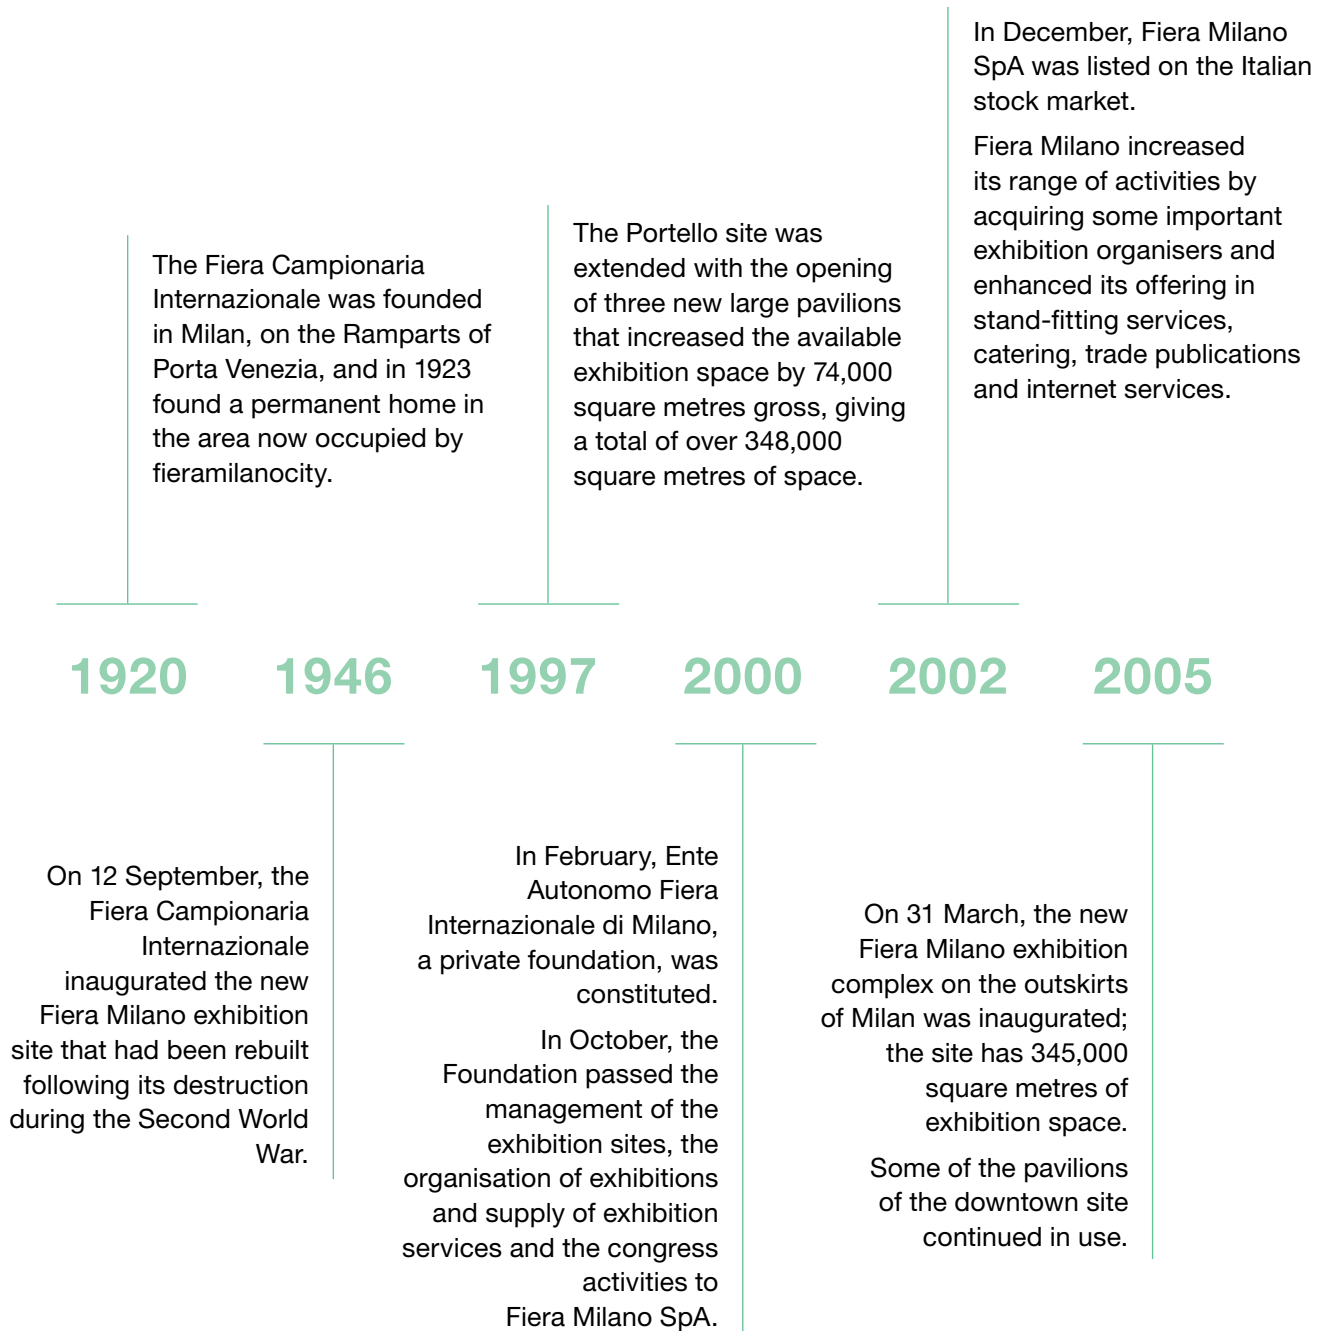 In December, Fiera Milano
SpA was listed on the Italian
stock market.
Fiera Milano increased
its range of activities by
acquiring some important
exhibition organisers and
enhanced its offering in
stand-fitting services,
catering, trade publications
and internet services.
The Fiera Campionaria
Internazionale was founded
in Milan, on the Ramparts of
Porta Venezia, and in 1923
found a permanent home in
the area now occupied by
fieramilanocity.
The Portello site was
extended with the opening
of three new large pavilions
that increased the available
exhibition space by 74,000
square metres gross, giving
a total of over 348,000
square metres of space.
1920 1946 1997 2000 2002 2005
On 12 September, the
Fiera Campionaria
Internazionale
inaugurated the new
Fiera Milano exhibition
site that had been rebuilt
following its destruction
during the Second World
War.
In February, Ente
Autonomo Fiera
Internazionale di Milano,
a private foundation, was
constituted.
In October, the
Foundation passed the
management of the
exhibition sites, the
organisation of exhibitions
and supply of exhibition
services and the congress
activities to
Fiera Milano SpA.
On 31 March, the new
Fiera Milano exhibition
complex on the outskirts
of Milan was inaugurated;
the site has 345,000
square metres of
exhibition space.
Some of the pavilions
of the downtown site
continued in use.